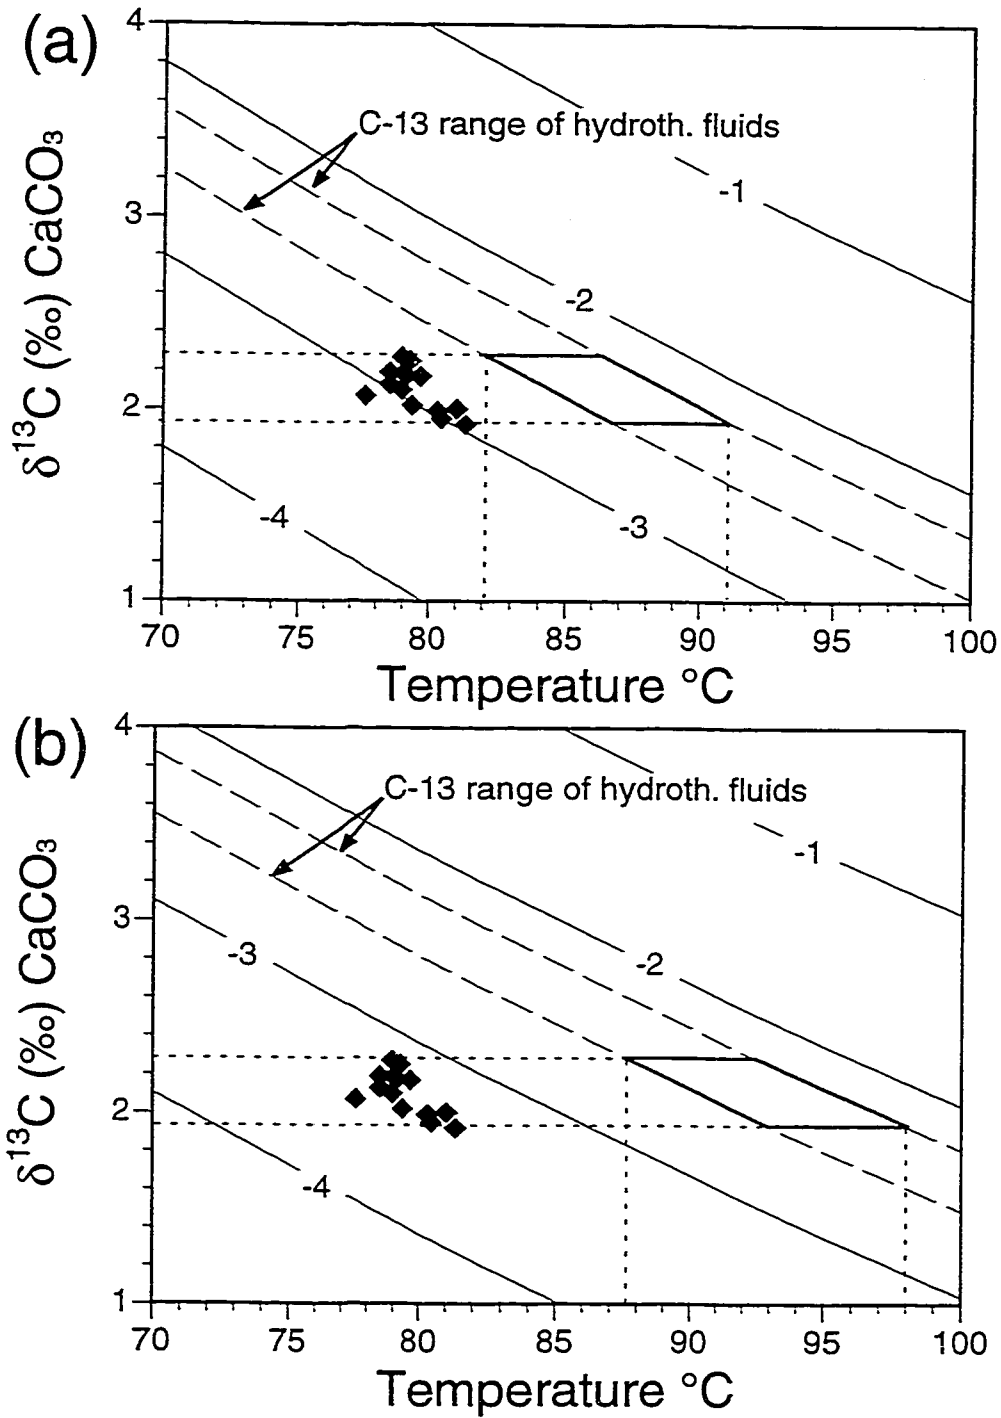 (a)
4
C-13 range of hydroth. fluids
-1
3
-2
2
-4
-3
1
70 75 80 85 90 95 100
δ¹³C (‰) CaCO₃
Temperature °C
(b)
4
C-13 range of hydroth. fluids
-1
3
-3
-2
2
-4
1
70 75 80 85 90 95 100
δ¹³C (‰) CaCO₃
Temperature °C